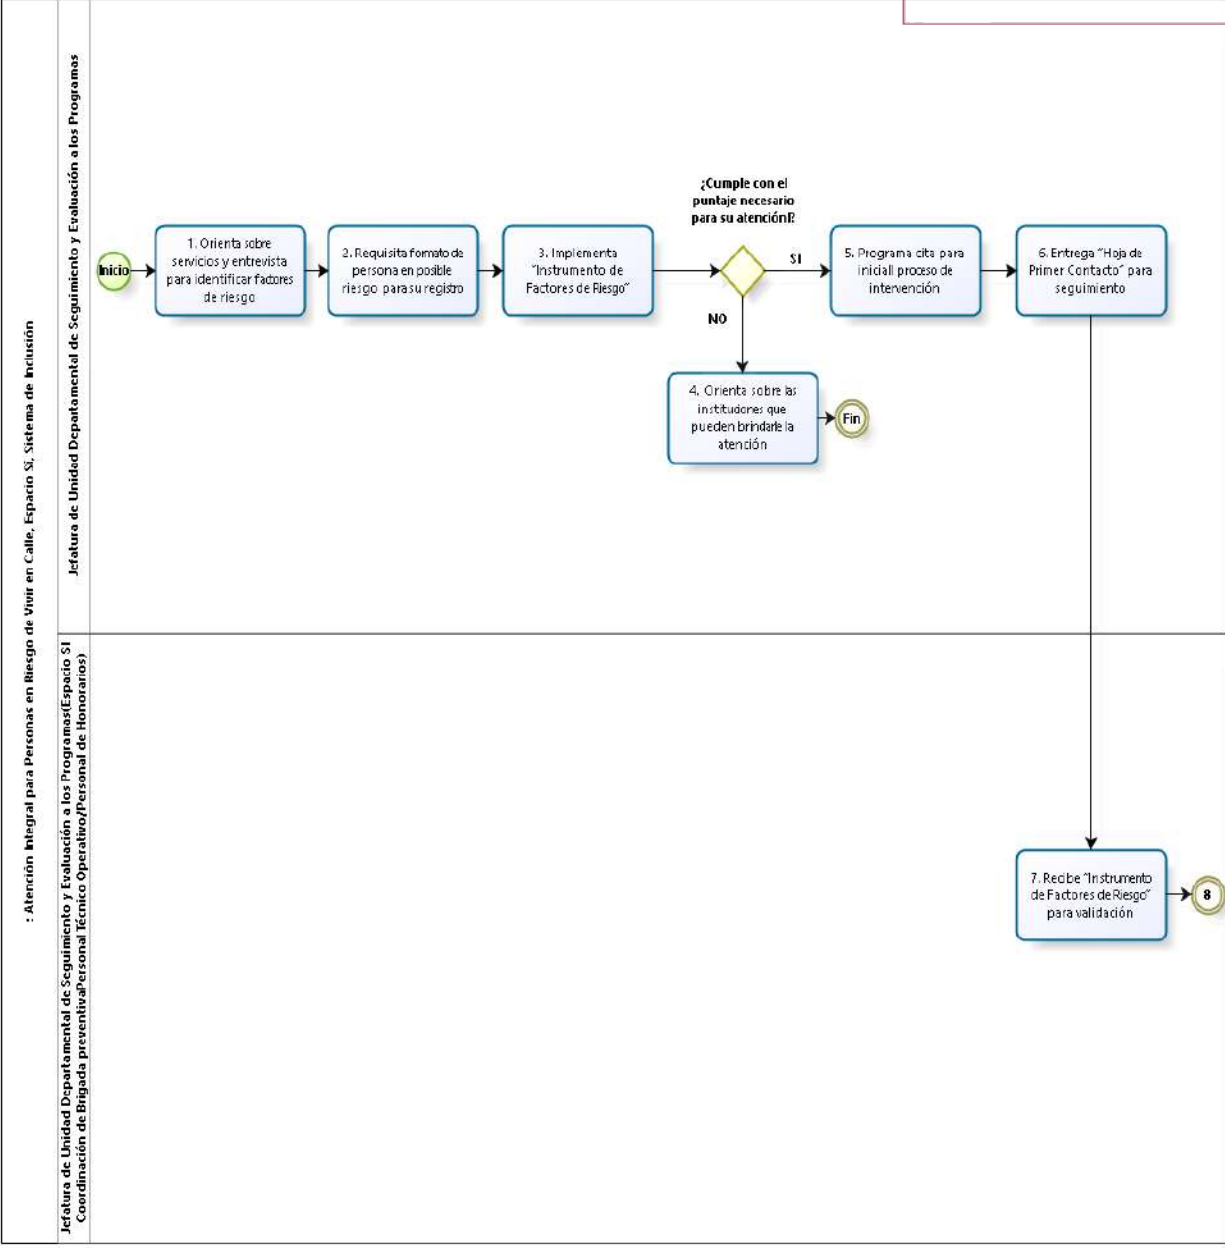 : Atención Integral para Personas en Riesgo de Vivir en Calle, Espacio Sí, Sistema de Inclusión
Jefatura de Unidad Departamental de Seguimiento y Evaluación a los Programas
Inicio
1. Orienta sobre
servicios y entrevista
para identificar factores
de riesgo
2. Requisita formato de
persona en posible
riesgo para su registro
3. Implementa
"Instrumento de
Factores de Riesgo"
¿Cumple con el
puntaje necesario
para su atenciónl?
SI
NO
4. Orienta sobre las
instituciones que
pueden brindarle la
atención
Fin
5. Programa cita para
iniciall proceso de
intervención
6. Entrega "Hoja de
Primer Contacto" para
seguimiento
Jefatura de Unidad Departamental de Seguimiento y Evaluación a los Programas(Espacio SI
Coordinación de Brigada preventivaPersonal Técnico Operativo/Personal de Honorarios)
7. Recibe "Instrumento
de Factores de Riesgo"
para validación
8